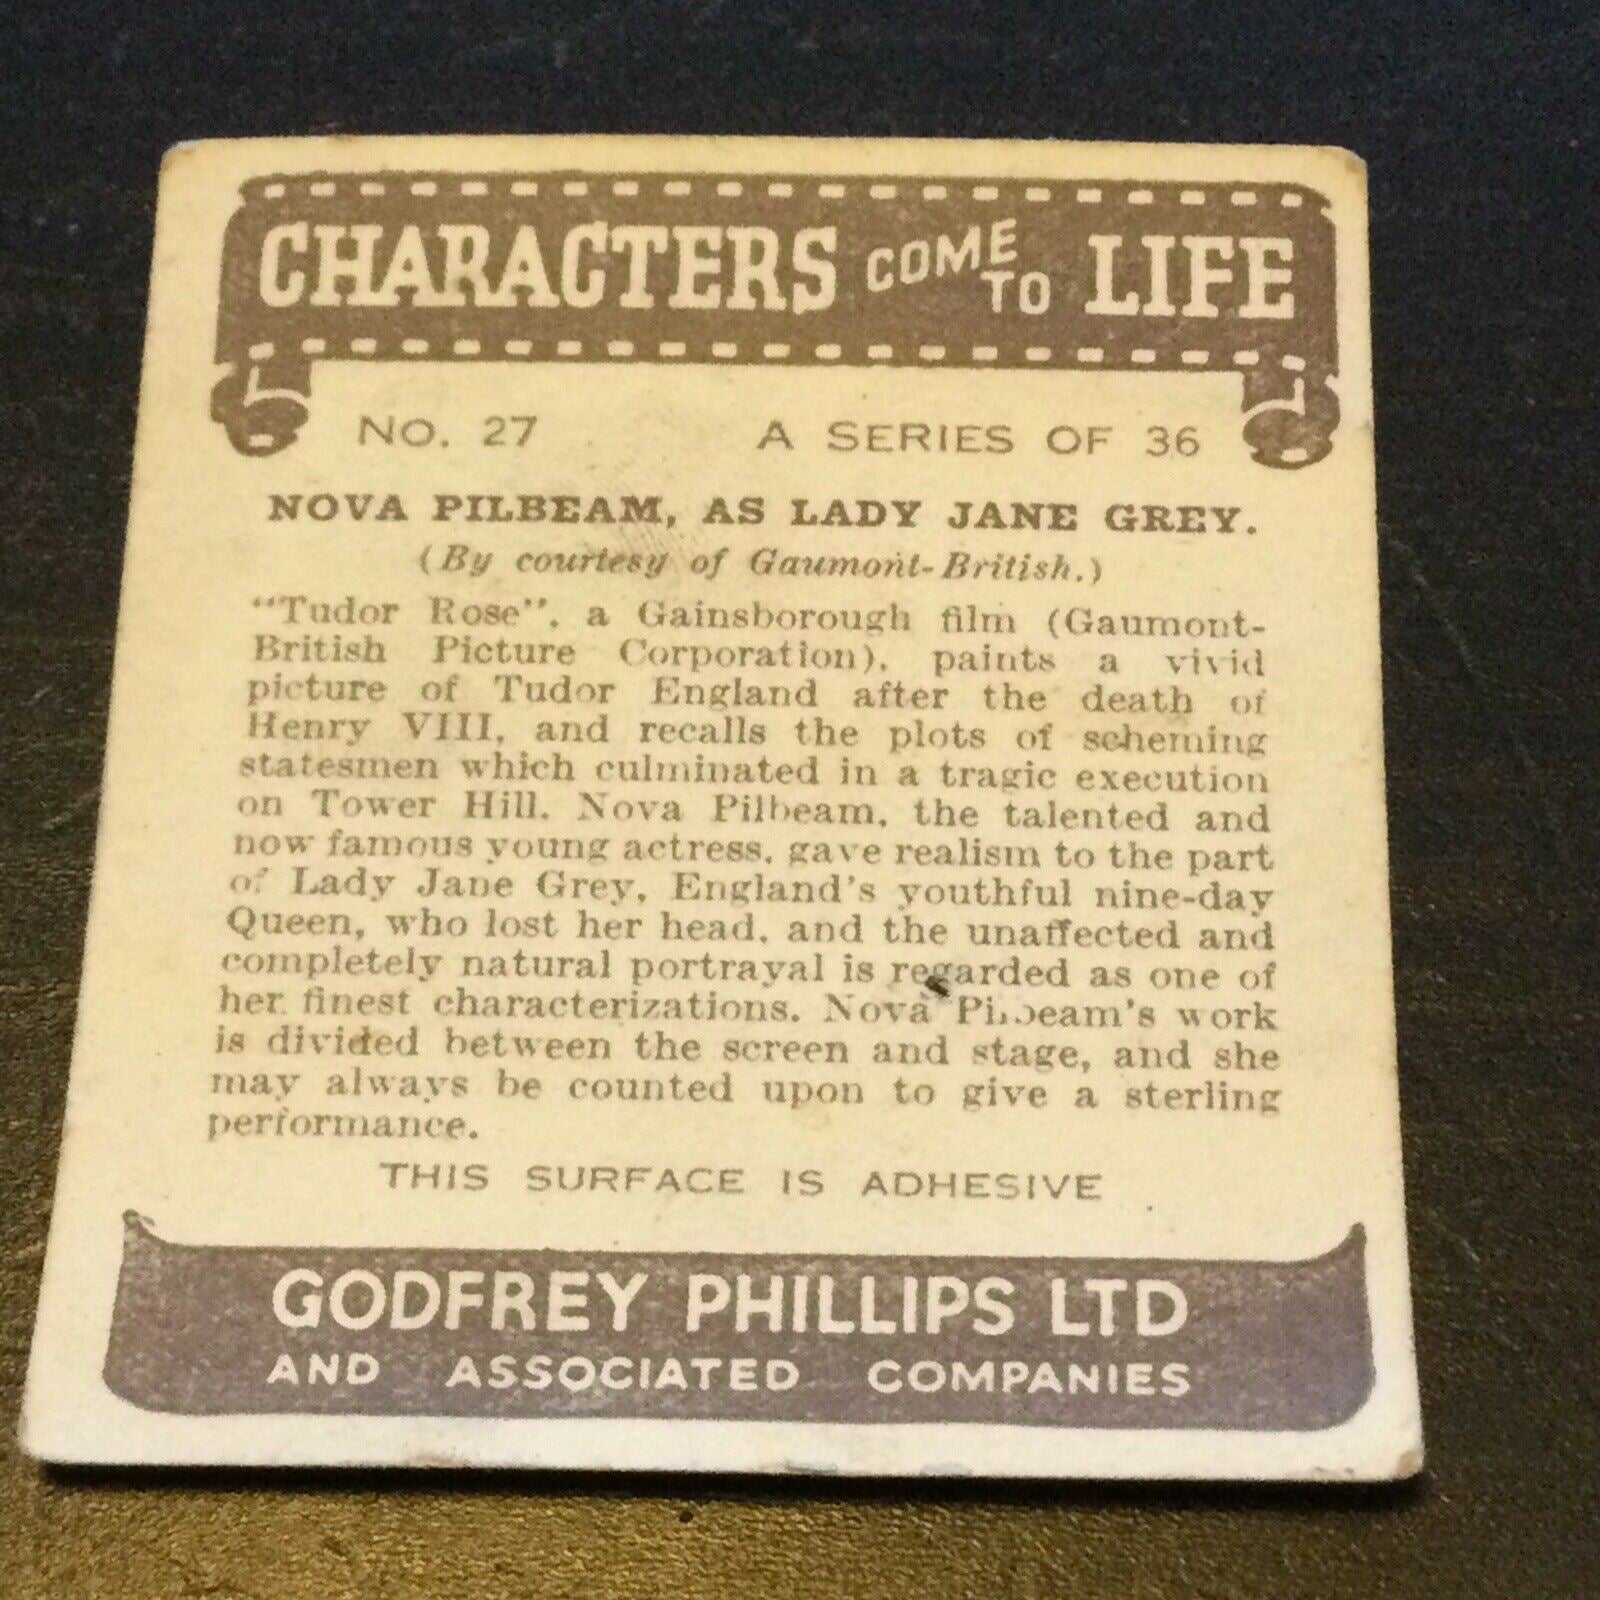 CHARACTERS COME TO LIFE
NO. 27 A SERIES OF 36
NOVA PILBEAM, AS LADY JANE GREY.
(By courtesy of Gaumont-British.)
"Tudor Rose", a Gainsborough film (Gaumont-
British Picture Corporation), paints a vivid
picture of Tudor England after the death of
Henry VIII, and recalls the plots of scheming
statesmen which culminated in a tragic execution
on Tower Hill. Nova Pilbeam, the talented and
now famous young actress, gave realism to the part
of Lady Jane Grey, England's youthful nine-day
Queen, who lost her head, and the unaffected and
completely natural portrayal is regarded as one of
her finest characterizations. Nova Pilbeam's work
is divided between the screen and stage, and she
may always be counted upon to give a sterling
performance.
THIS SURFACE IS ADHESIVE
GODFREY PHILLIPS LTD
AND ASSOCIATED COMPANIES